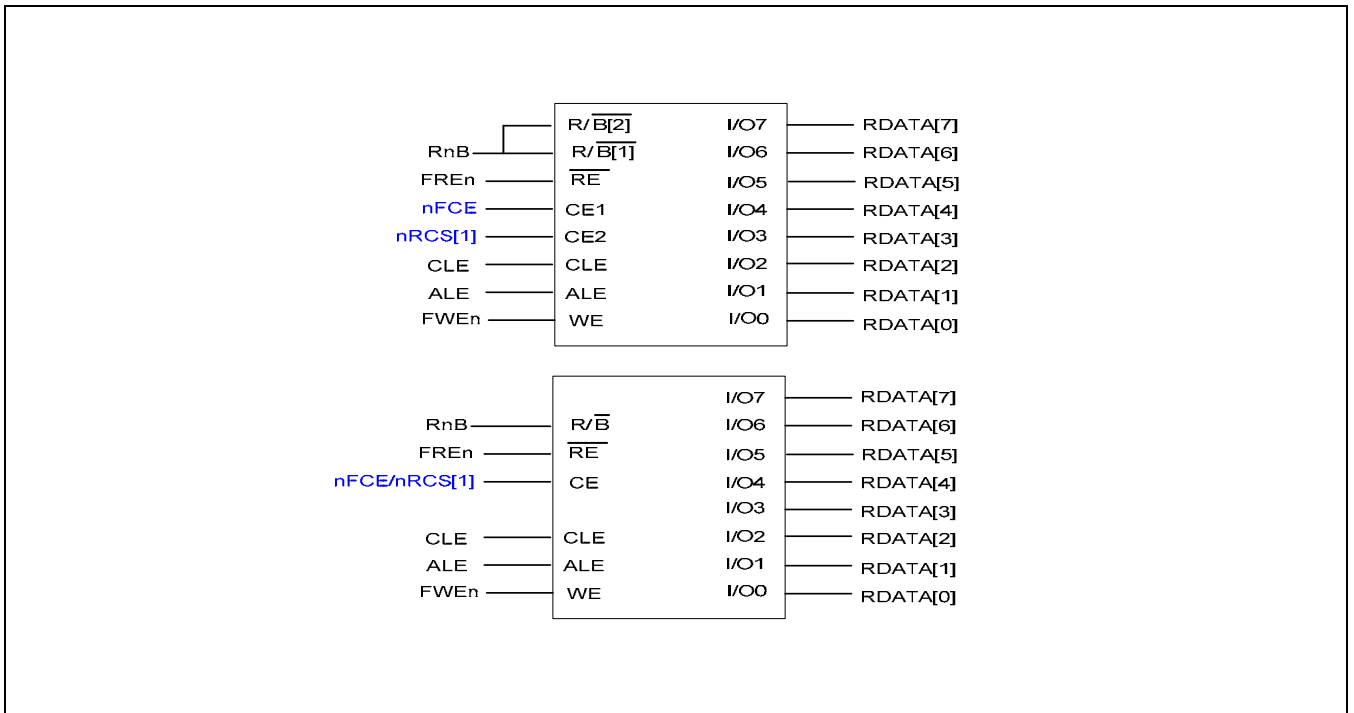 R/B[2] I/O7 RDATA[7]
RnB R/B[1] I/O6 RDATA[6]
FREn RE I/O5 RDATA[5]
nFCE CE1 I/O4 RDATA[4]
nRCS[1] CE2 I/O3 RDATA[3]
CLE CLE I/O2 RDATA[2]
ALE ALE I/O1 RDATA[1]
FWEn WE I/O0 RDATA[0]
I/O7 RDATA[7]
RnB R/B I/O6 RDATA[6]
FREn RE I/O5 RDATA[5]
nFCE/nRCS[1] CE I/O4 RDATA[4]
I/O3 RDATA[3]
CLE CLE I/O2 RDATA[2]
ALE ALE I/O1 RDATA[1]
FWEn WE I/O0 RDATA[0]